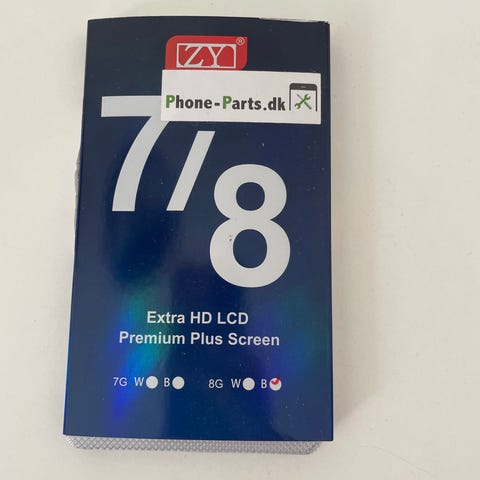 ZY®
Phone-Parts.dk
7/8
Extra HD LCD
Premium Plus Screen
7G W B 8G W B